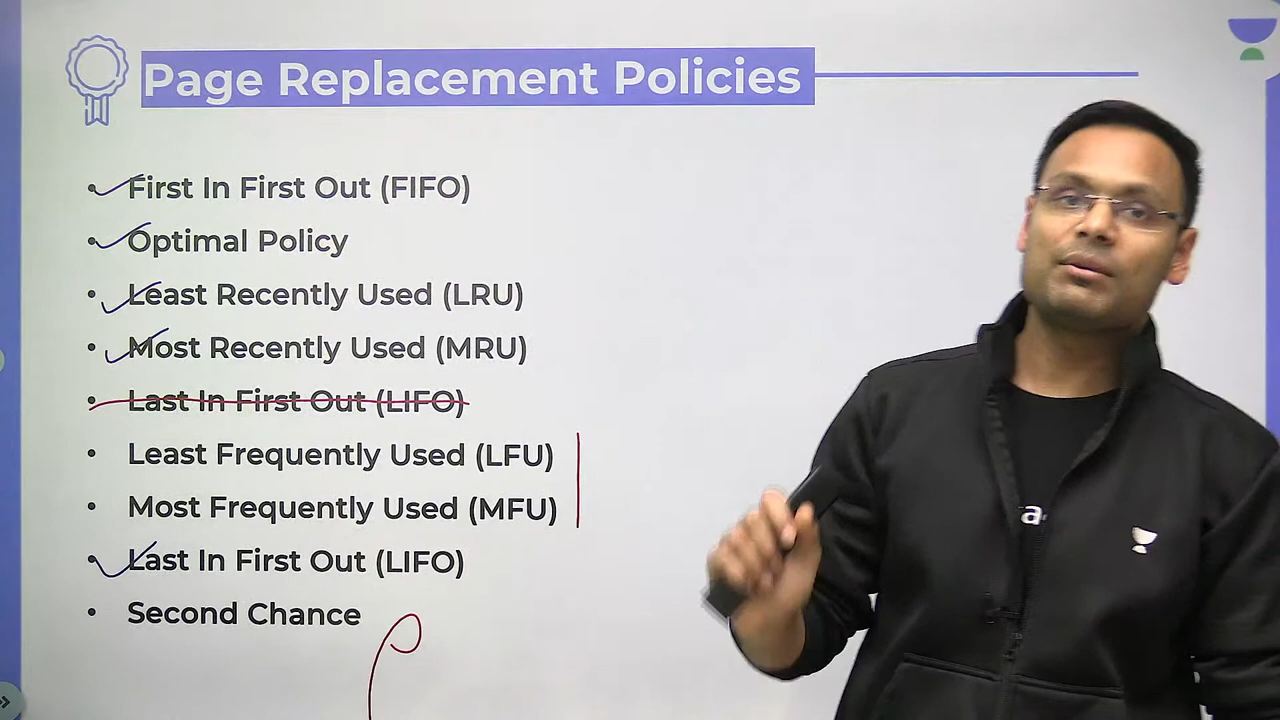 Page Replacement Policies
• First In First Out (FIFO)
• Optimal Policy
• Least Recently Used (LRU)
• Most Recently Used (MRU)
• Last In First Out (LIFO)
• Least Frequently Used (LFU)
• Most Frequently Used (MFU)
• Last In First Out (LIFO)
• Second Chance